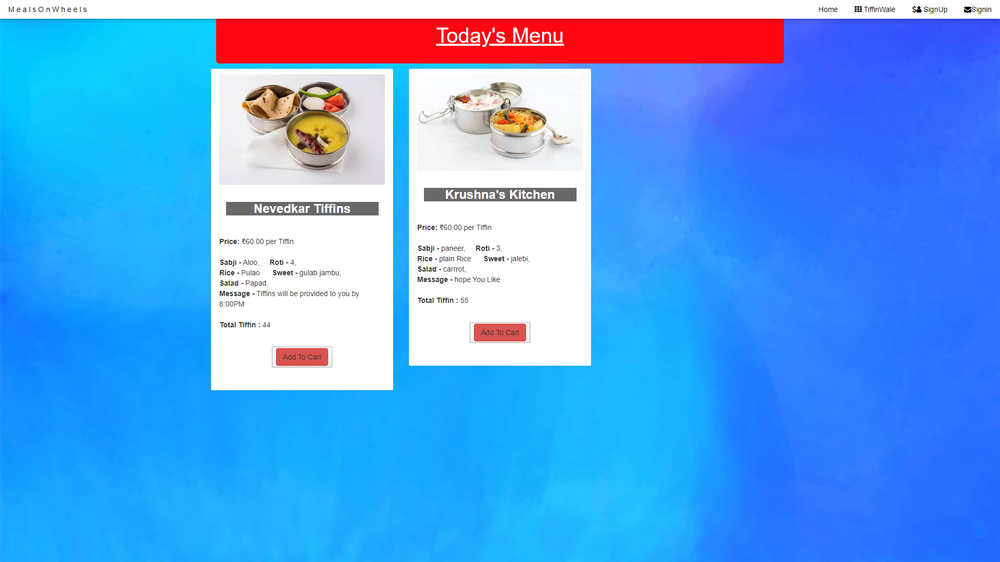 MealsOnWheels
Home TiffinWale SignUp Signin
Today's Menu
Nevedkar Tiffins
Price: ₹60.00 per Tiffin
Sabji - Aloo, Roti - 4,
Rice - Pulao Sweet - gulab jambu,
Salad - Papad,
Message - Tiffins will be provided to you by
8:00PM
Total Tiffin : 44
Add To Cart
Krushna's Kitchen
Price: ₹60.00 per Tiffin
Sabji - paneer, Roti - 3,
Rice - plain Rice Sweet - jalebi,
Salad - carrrot,
Message - hope You Like
Total Tiffin : 55
Add To Cart